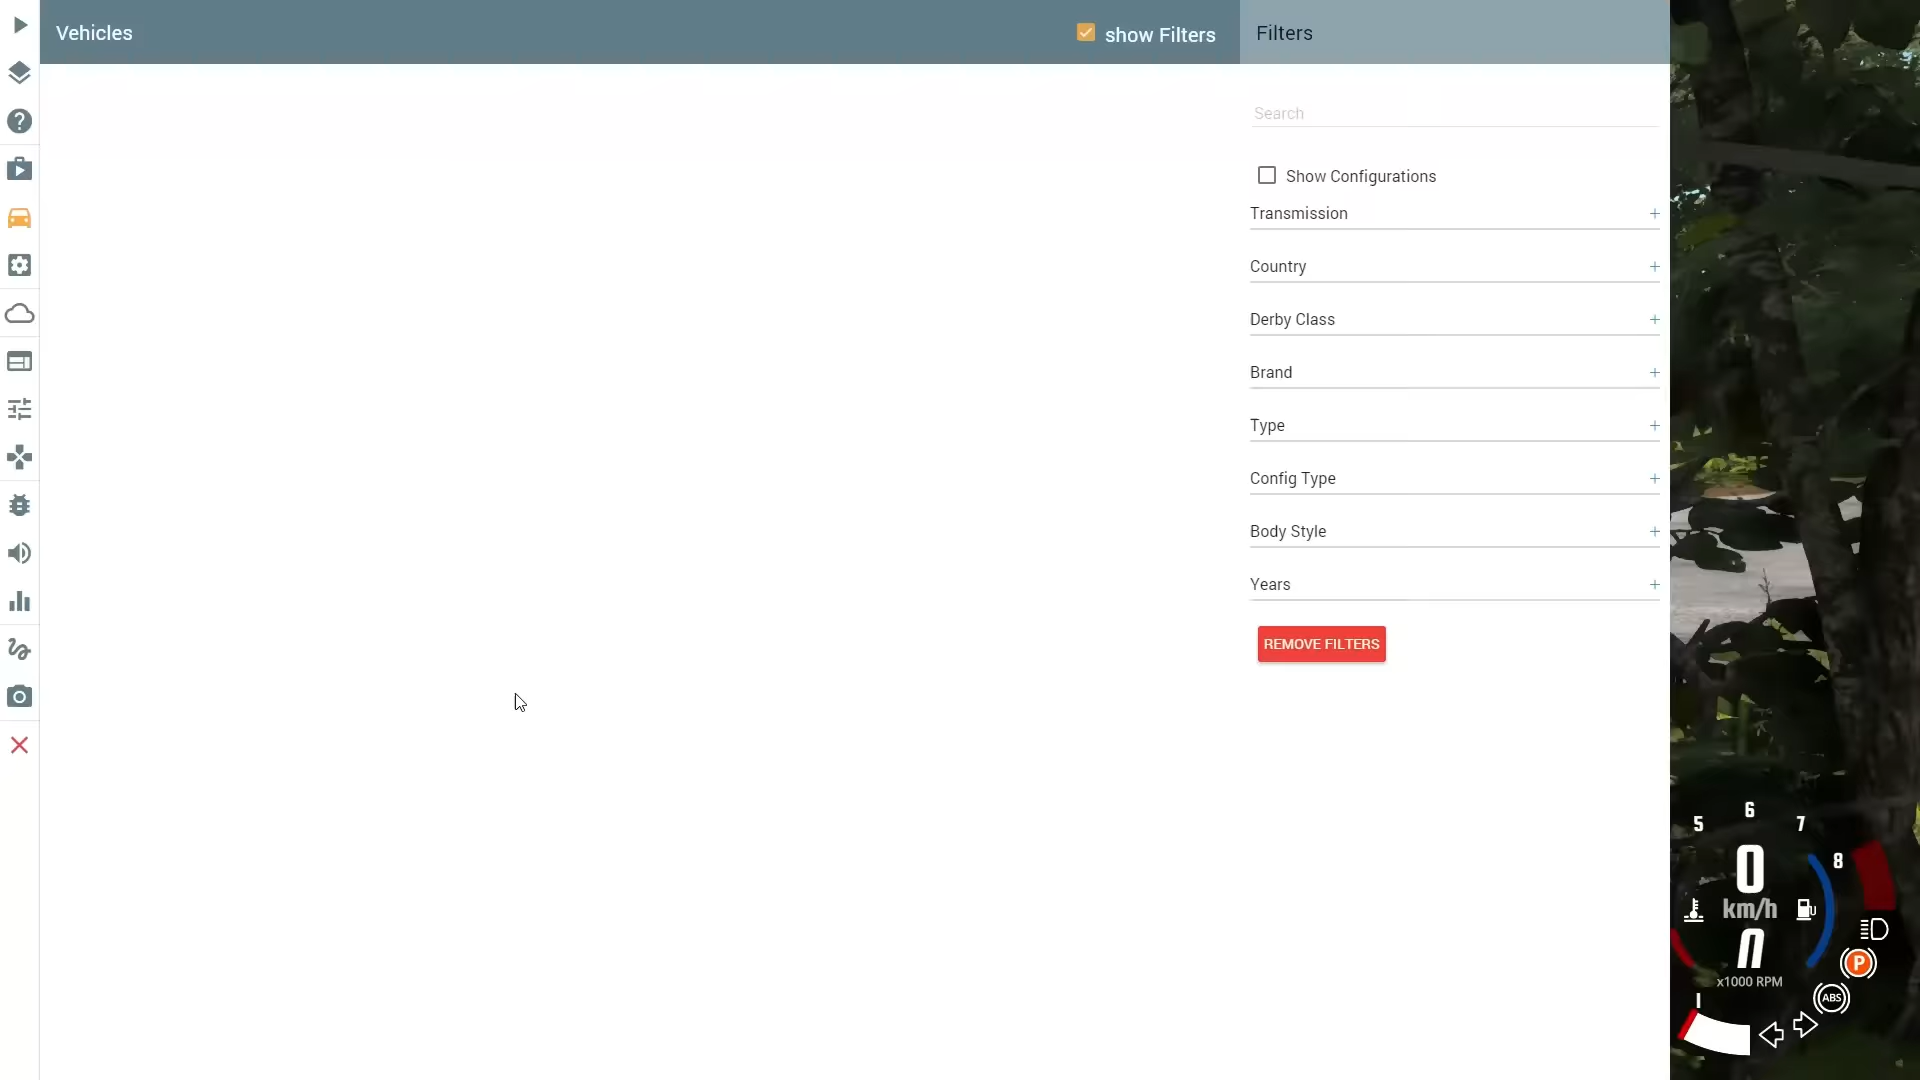 Vehicles
show Filters
Filters
Search
Show Configurations
Transmission
Country
Derby Class
Brand
Type
Config Type
Body Style
Years
REMOVE FILTERS
5 6 7 8
0
km/h
n
x1000 RPM
P
ABS